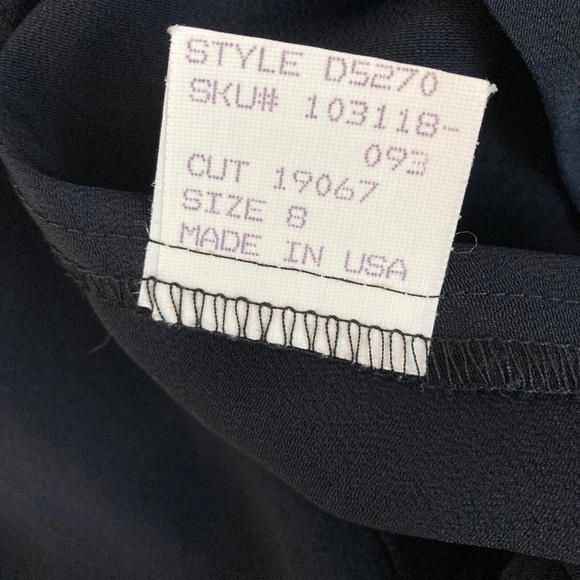 STYLE D5270
SKU# 103118-
093
CUT 19067
SIZE 8
MADE IN USA